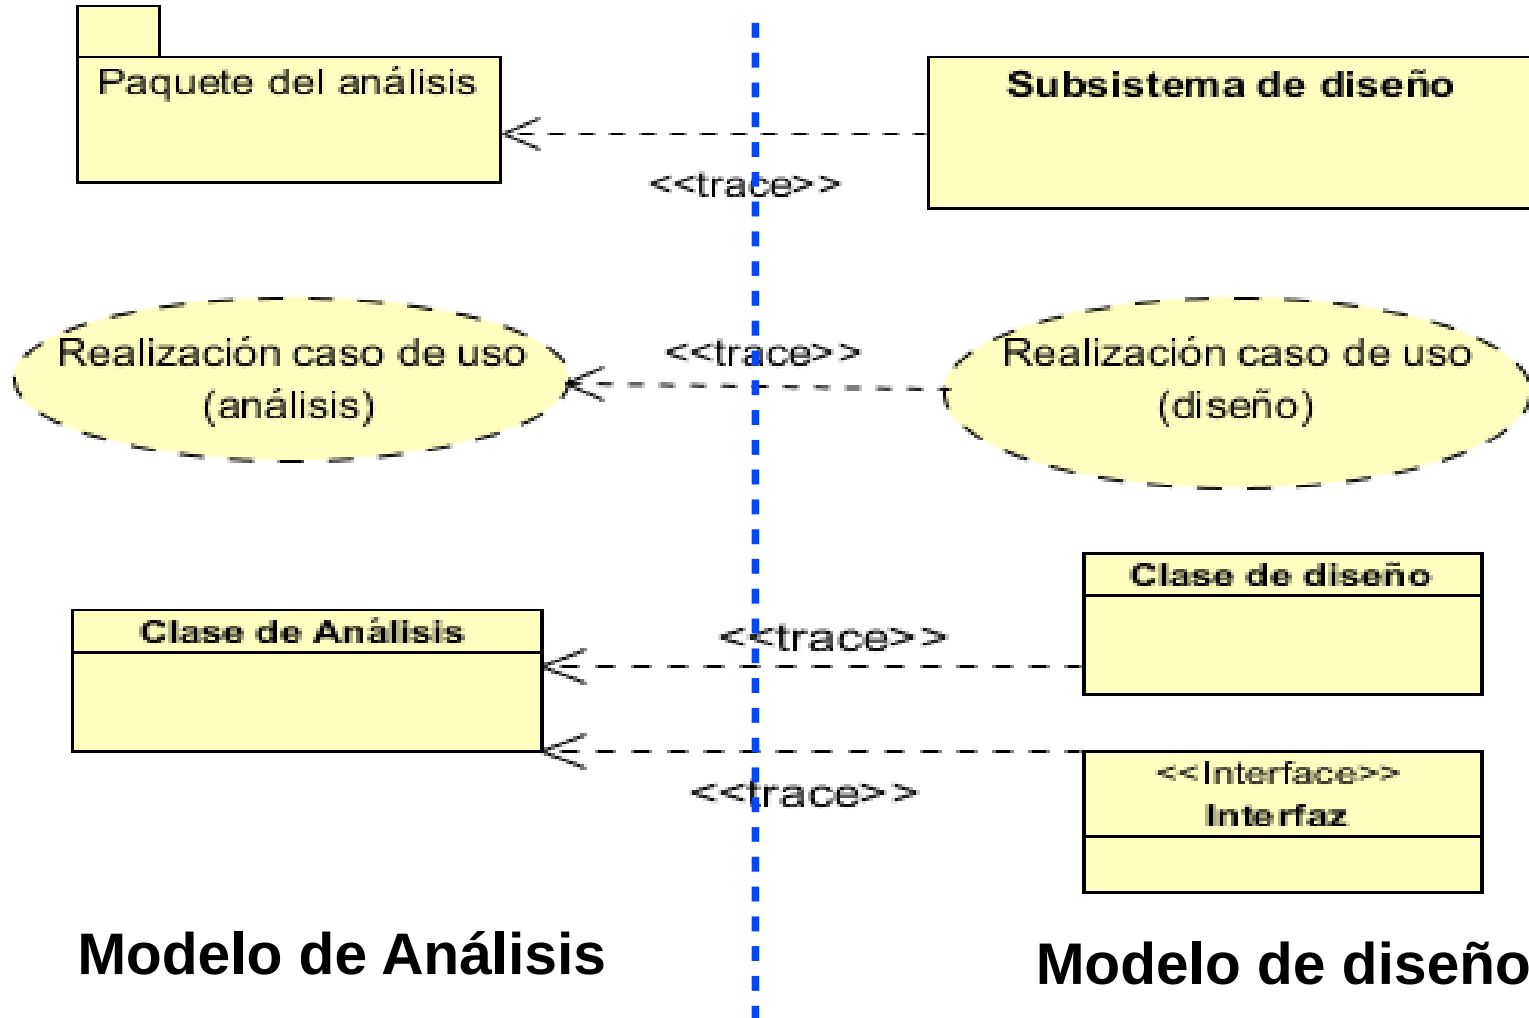 Paquete del análisis
Subsistema de diseño
<<trace>>
Realización caso de uso
(análisis)
<<trace>>
Realización caso de uso
(diseño)
Clase de Análisis
<<trace>>
Clase de diseño
<<trace>>
<<Interface>>
Interfaz
Modelo de Análisis
Modelo de diseño